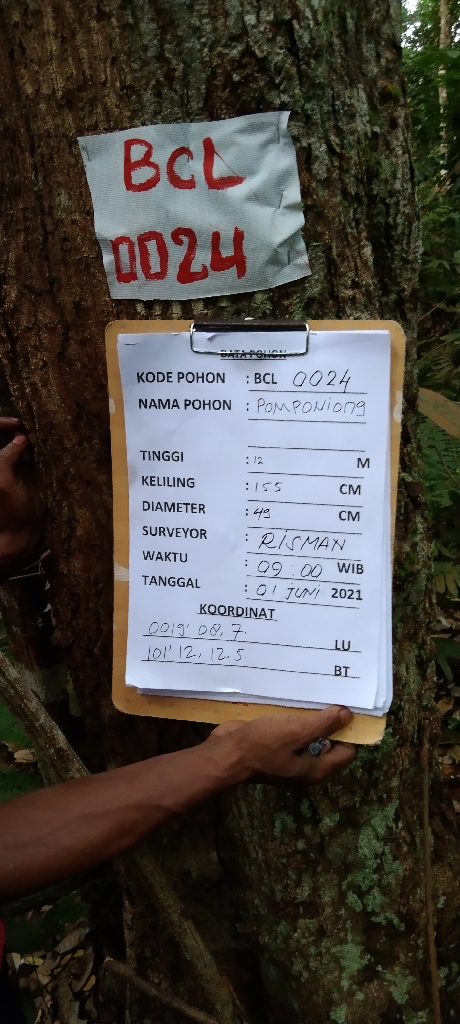 BCL
0024
DATA POHON
KODE POHON : BCL 0024
NAMA POHON : POMPONIONG
TINGGI : 12 M
KELILING : 155 CM
DIAMETER : 49 CM
SURVEYOR : RISMAN
WAKTU : 09:00 WIB
TANGGAL : 01 JUNI 2021
KOORDINAT
0019' 08,7. LU
101' 12, 12,5. BT